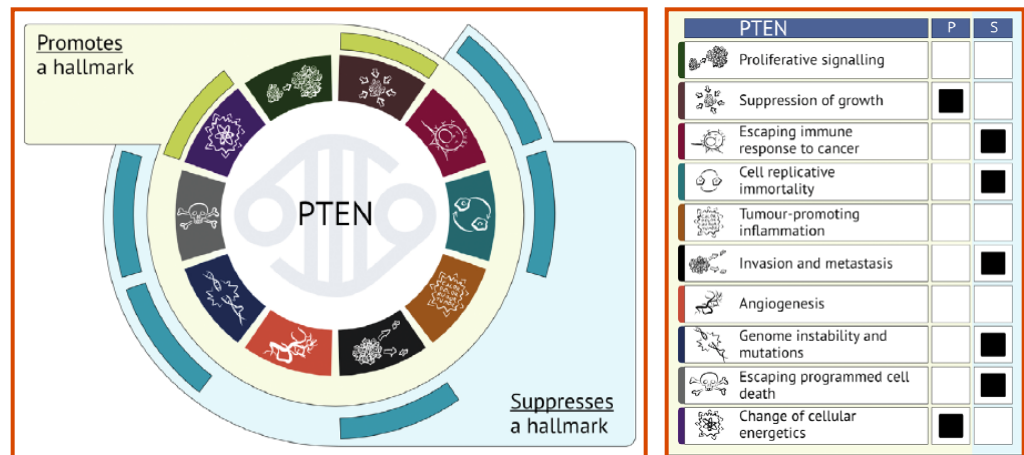 Promotes
a hallmark
PTEN
Suppresses
a hallmark
PTEN P S
Proliferative signalling
Suppression of growth
Escaping immune
response to cancer
Cell replicative
immortality
Tumour-promoting
inflammation
Invasion and metastasis
Angiogenesis
Genome instability and
mutations
Escaping programmed cell
death
Change of cellular
energetics